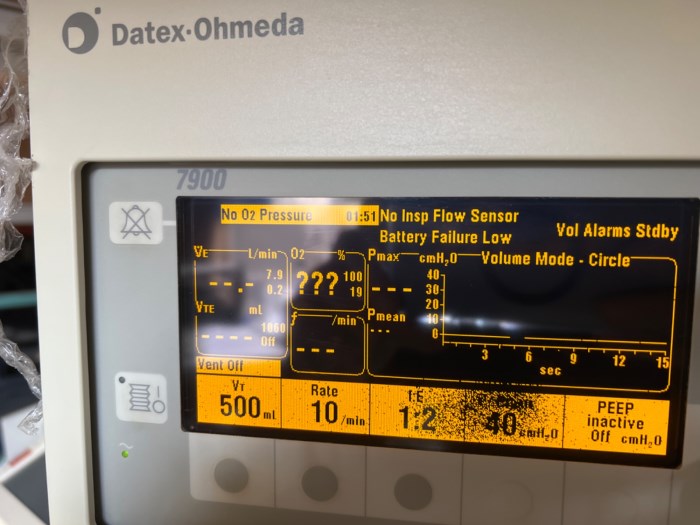 Datex·Ohmeda
7900
No O2 Pressure 01:51 No Insp Flow Sensor
Battery Failure Low
Vol Alarms Stdby
V̇E L/min
--.-
7.9
0.2
O2 %
???
100
19
Pmax cmH2O Volume Mode - Circle
---
40
30
20
10
0
VTE mL
----
Off
f /min
---
Pmean
---
3 6 9 12 15
sec
Vent Off
VT
500 mL
Rate
10 /min
I:E
1:2
40 cmH2O
PEEP
inactive
Off cmH2O